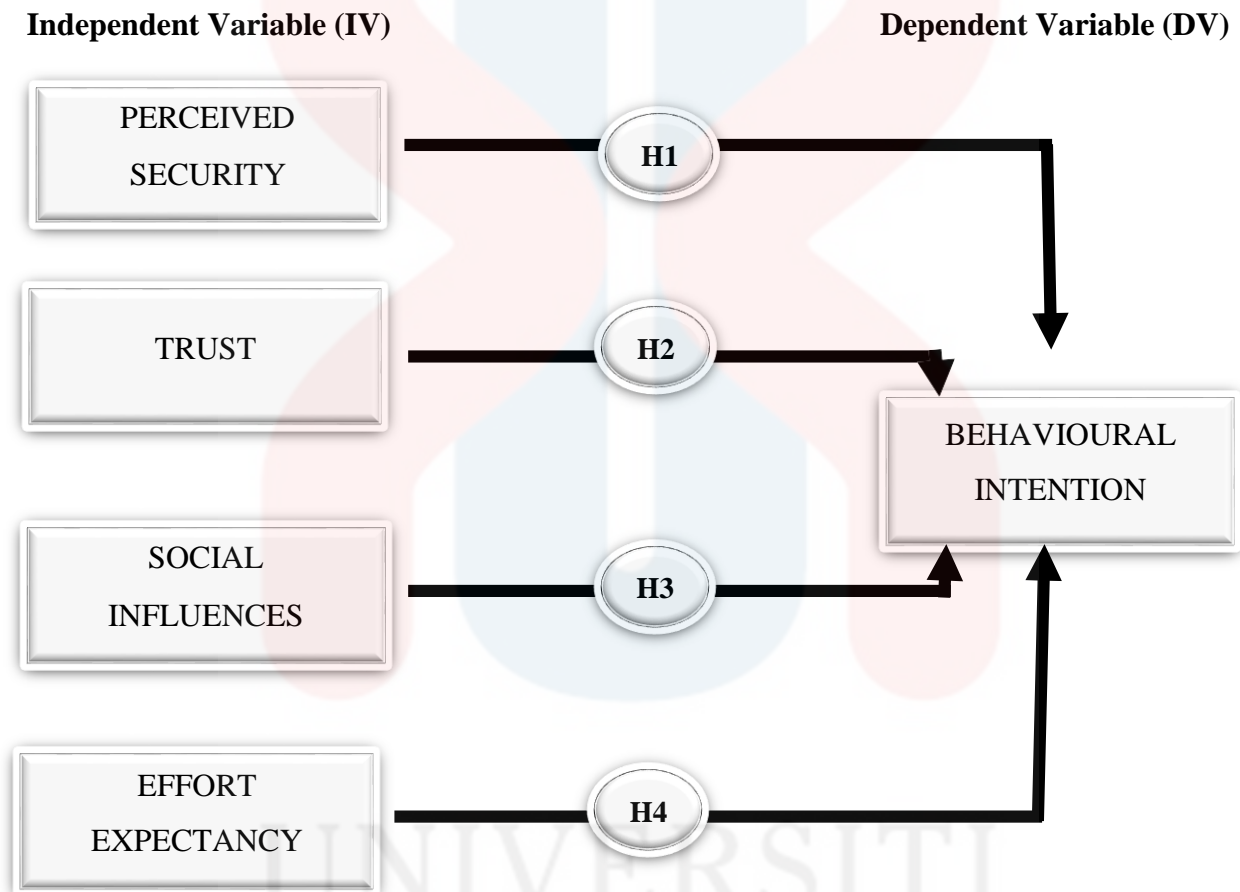 Independent Variable (IV)
Dependent Variable (DV)
PERCEIVED
SECURITY
H1
TRUST
H2
BEHAVIOURAL
INTENTION
SOCIAL
INFLUENCES
H3
EFFORT
EXPECTANCY
H4
UNIVERSITI